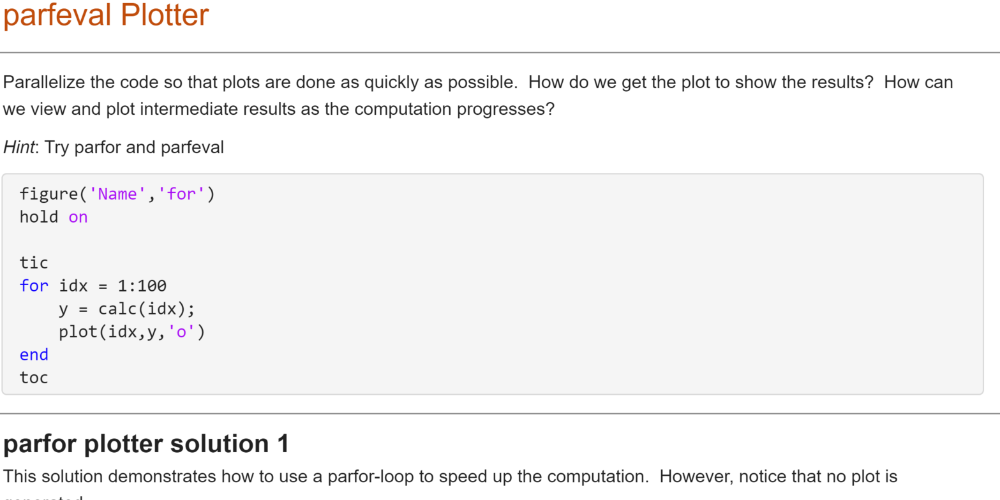 parfeval Plotter
Parallelize the code so that plots are done as quickly as possible.  How do we get the plot to show the results?  How can
we view and plot intermediate results as the computation progresses?
Hint: Try parfor and parfeval
figure('Name','for')
hold on
tic
for idx = 1:100
    y = calc(idx);
    plot(idx,y,'o')
end
toc
parfor plotter solution 1
This solution demonstrates how to use a parfor-loop to speed up the computation.  However, notice that no plot is